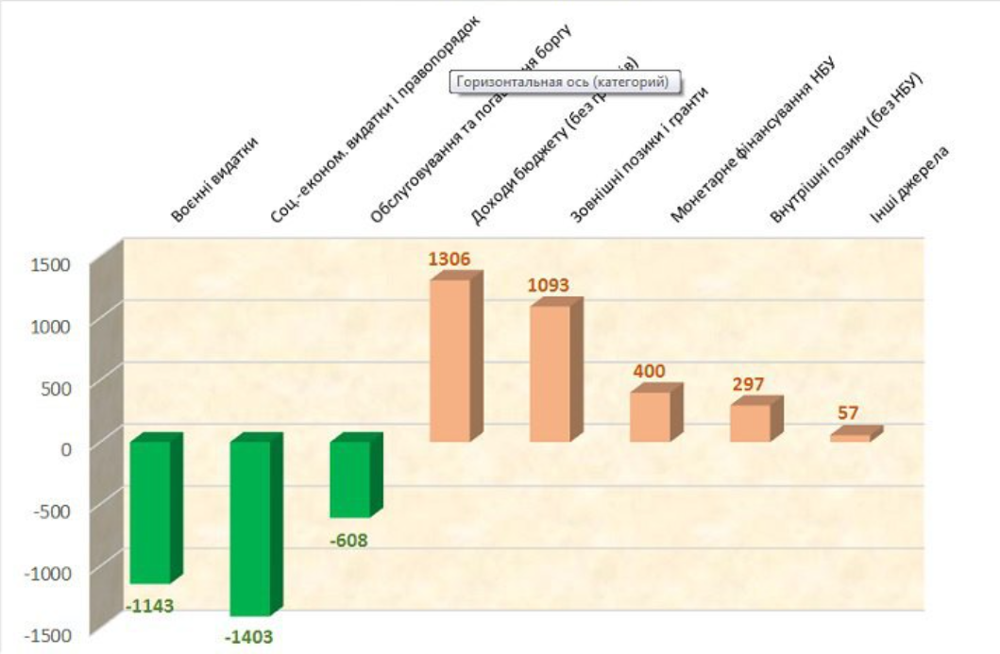 Воєнні видатки
Соц.-економ. видатки і правопорядок
Обслуговування та боргу
Доходи бюджету (без
Зовнішні позики і гранти
Монетарне фінансування НБУ
Внутрішні позики (без НБУ)
Інші джерела
Горизонтальная ось (категорий)
1500
1000
500
0
-500
-1000
-1500
1306
1093
400
297
57
-608
-1143
-1403